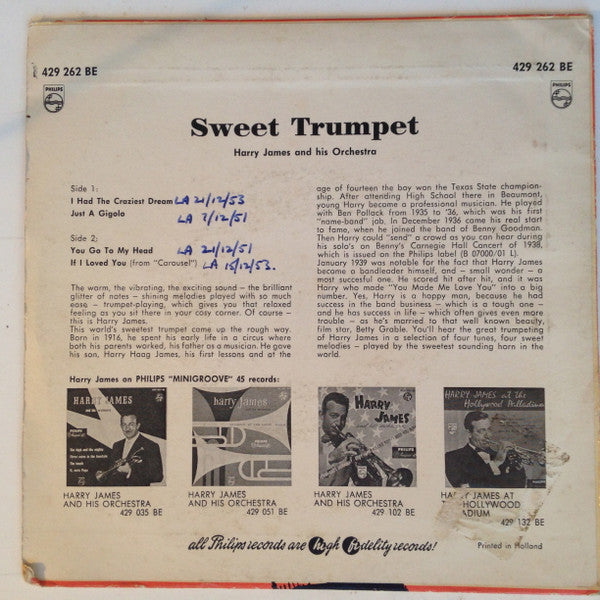 429 262 BE
429 262 BE
PHILIPS
PHILIPS
Sweet Trumpet
Harry James and his Orchestra
Side 1:
I Had The Craziest Dream LA 21/12/53
Just A Gigolo LA 7/12/51
Side 2:
You Go To My Head LA 21/12/51
If I Loved You (from "Carousel") LA 15/12/53.
The warm, the vibrating, the exciting sound – the brilliant
glitter of notes – shining melodies played with so much
ease – trumpet-playing, which gives you that relaxed
feeling as you sit there in your cosy corner. Of course –
this is Harry James.
This world's sweetest trumpet came up the rough way.
Born in 1916, he spent his early life in a circus where
both his parents worked, his father as a musician. He gave
his son, Harry Haag James, his first lessons and at the
age of fourteen the boy won the Texas State champion-
ship. After attending High School there in Beaumont,
young Harry became a professional musician. He played
with Ben Pollack from 1935 to '36, which was his first
"name-band" job. In December 1936 came his real start
to fame, when he joined the band of Benny Goodman.
Then Harry could "send" a crowd as you can hear during
his solo's on Benny's Carnegie Hall Concert of 1938,
which is issued on the Philips label (B 07000/01 L).
January 1939 was notable for the fact that Harry James
became a bandleader himself, and – small wonder – a
most succesful one. He scored hit after hit, and it was
Harry who made "You Made Me Love You" into a big
number. Yes, Harry is a happy man, because he had
success in the band business – which is a tough one –
and he has success in life – which often gives even more
trouble – as he's married to that well known beauty,
film star, Betty Grable. You'll hear the great trumpeting
of Harry James in a selection of four tunes, four sweet
melodies – played by the sweetest sounding horn in the
world.
Harry James on PHILIPS "MINIGROOVE" 45 records:
HARRY JAMES
harry james
HARRY
JAMES
HARRY JAMES at the
Hollywood Palladium
HARRY JAMES
AND HIS ORCHESTRA
429 035 BE
HARRY JAMES
AND HIS ORCHESTRA
429 051 BE
HARRY JAMES
AND HIS ORCHESTRA
429 102 BE
H RY JAMES AT
HOLLYWOOD
ADIUM
429 132 BE
all Philips records are high fidelity records!
Printed in Holland